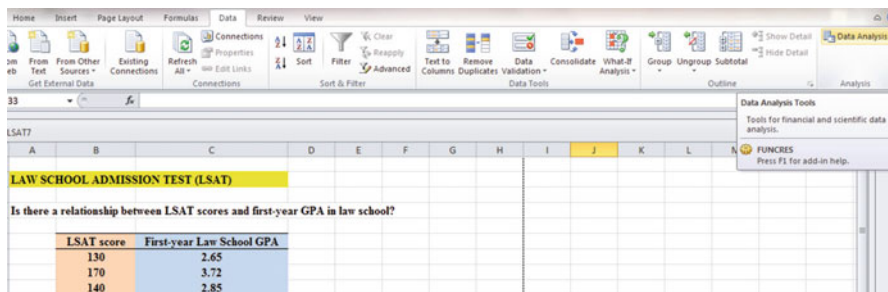 Home Insert Page Layout Formulas Data Review View
Connections
Properties
Edit Links
Clear
Reapply
Advanced
Show Detail
Hide Detail
Data Analysis
From Text
From Other Sources
Existing Connections
Refresh All
Sort
Filter
Text to Columns
Remove Duplicates
Data Validation
Consolidate
What-If Analysis
Group
Ungroup
Subtotal
Get External Data
Connections
Sort & Filter
Data Tools
Outline
Analysis
33 fx
Data Analysis Tools
Tools for financial and scientific data
analysis.
FUNCRES
Press F1 for add-in help.
LSAT7
A B C D E F G H I J K L
LAW SCHOOL ADMISSION TEST (LSAT)
Is there a relationship between LSAT scores and first-year GPA in law school?
LSAT score First-year Law School GPA
130 2.65
170 3.72
140 2.85